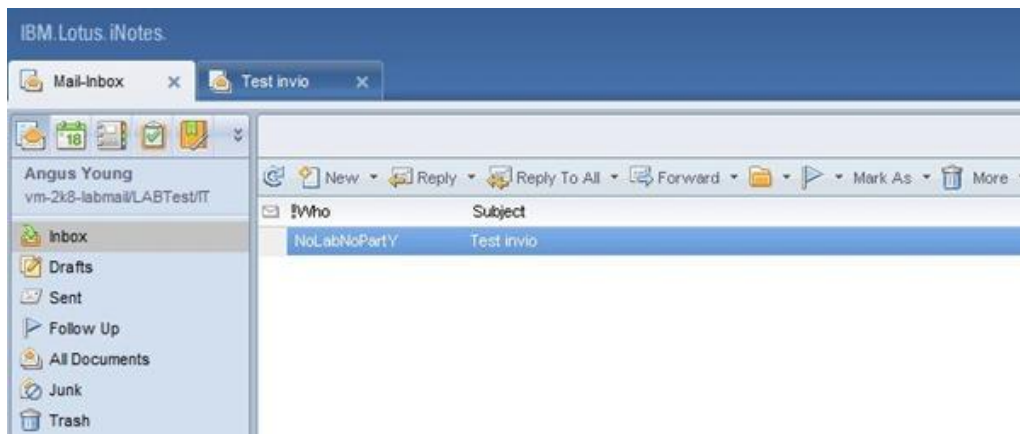 IBM.Lotus.iNotes.
Mail-Inbox
Test invio
18
Angus Young
vm-2k8-labmail/LABTest/IT
New Reply Reply To All Forward Mark As More
!Who Subject
Inbox
NoLabNoPartY Test invio
Drafts
Sent
Follow Up
All Documents
Junk
Trash